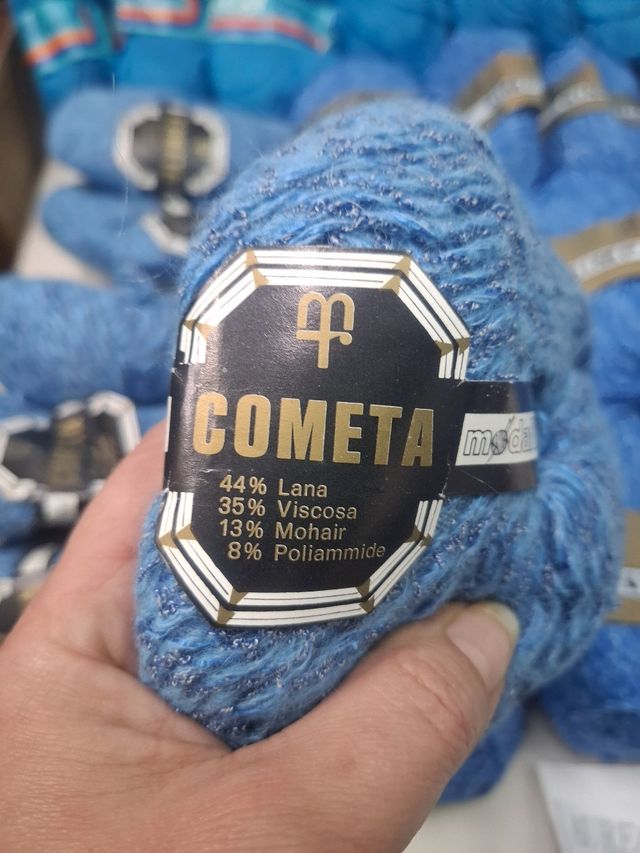 COMETA
44% Lana
35% Viscosa
13% Mohair
8% Poliammide